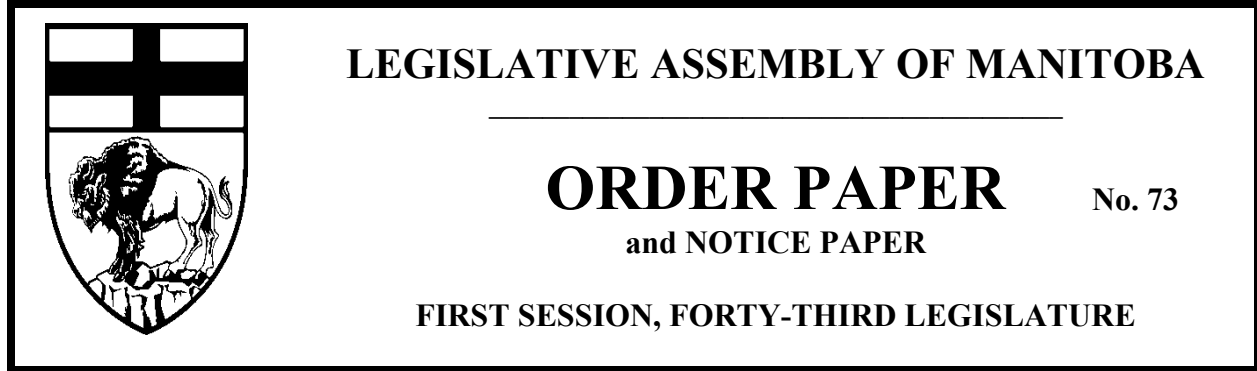 LEGISLATIVE ASSEMBLY OF MANITOBA
ORDER PAPER No. 73
and NOTICE PAPER
FIRST SESSION, FORTY-THIRD LEGISLATURE